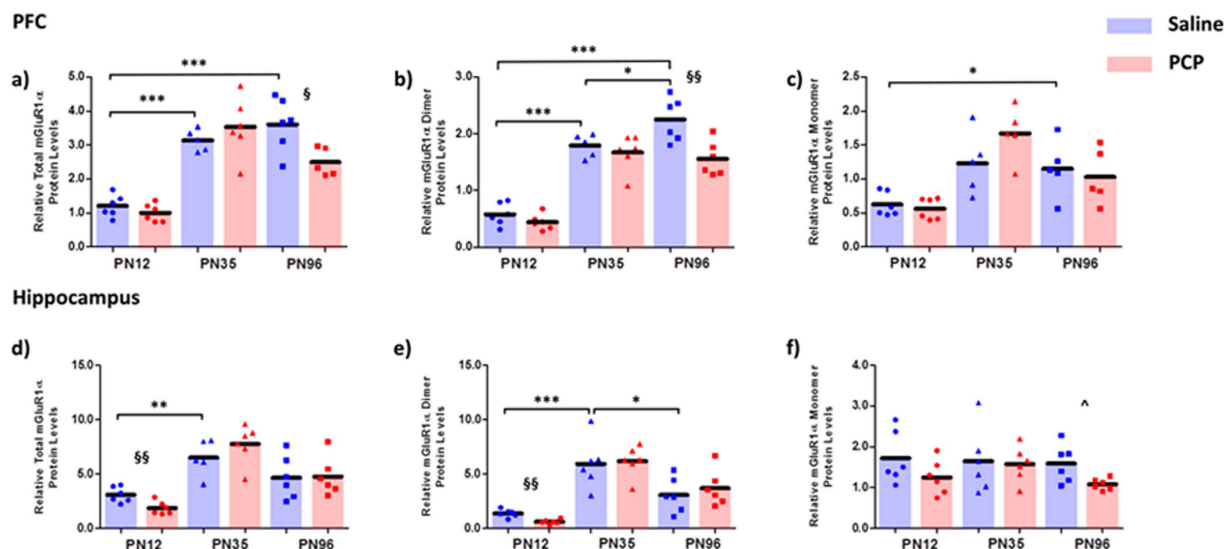 PFC
Saline
PCP
a)
Relative Total mGluR1α
Protein Levels
5.0
4.0
3.0
2.0
1.0
0.0
***
***
§
PN12 PN35 PN96
b)
Relative mGluR1α Dimer
Protein Levels
3.0
2.0
1.0
0.0
***
*
§§
***
PN12 PN35 PN96
c)
Relative mGluR1α Monomer
Protein Levels
2.5
2.0
1.5
1.0
0.5
0.0
*
PN12 PN35 PN96
Hippocampus
d)
Relative Total mGluR1α
Protein Levels
15.0
10.0
5.0
0.0
**
§§
PN12 PN35 PN96
e)
Relative mGluR1α Dimer
Protein Levels
15.0
10.0
5.0
0.0
***
*
§§
PN12 PN35 PN96
f)
Relative mGluR1α Monomer
Protein Levels
4.0
3.0
2.0
1.0
0.0
^
PN12 PN35 PN96